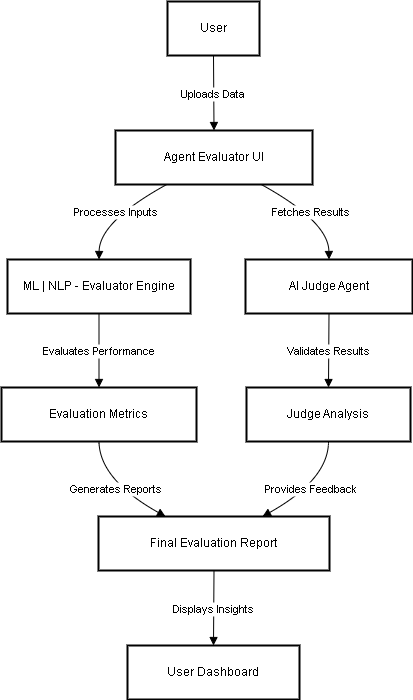 User
Uploads Data
Agent Evaluator UI
Processes Inputs
Fetches Results
ML | NLP - Evaluator Engine
AI Judge Agent
Evaluates Performance
Validates Results
Evaluation Metrics
Judge Analysis
Generates Reports
Provides Feedback
Final Evaluation Report
Displays Insights
User Dashboard